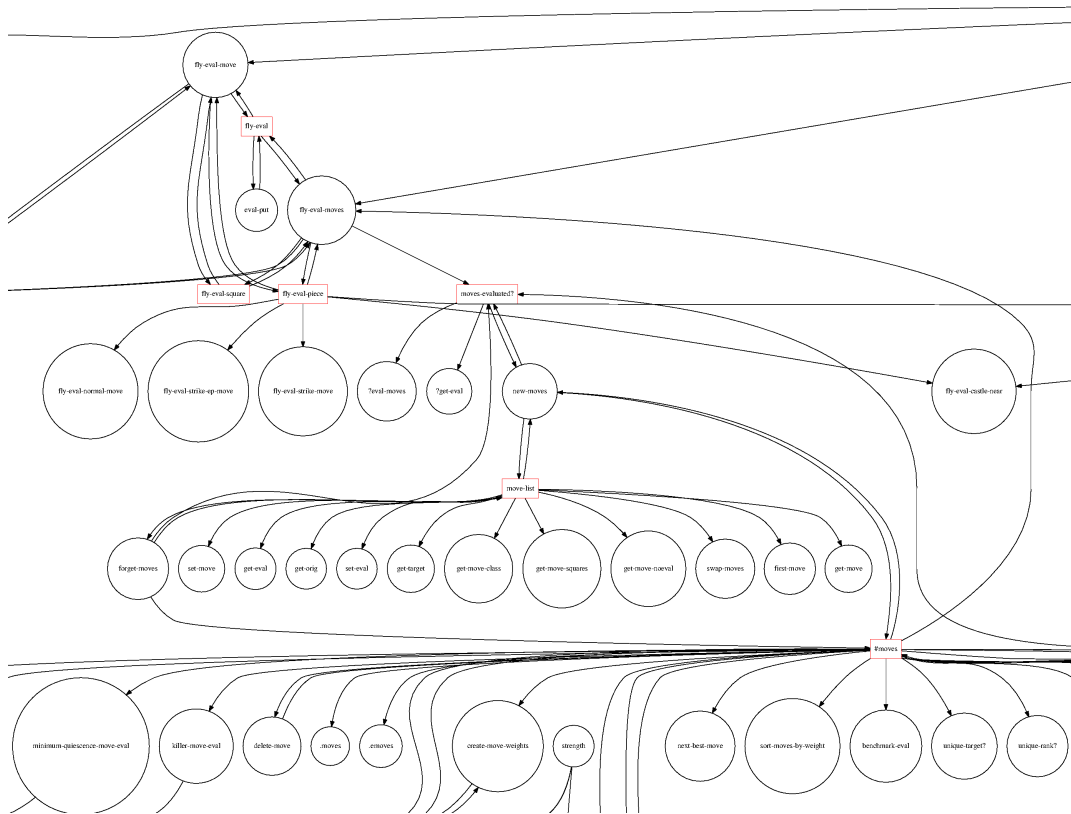 fly-eval-move
fly-eval
eval-put
fly-eval-moves
fly-eval-square
fly-eval-piece
moves-evaluated?
fly-eval-normal-move
fly-eval-strike-ep-move
fly-eval-strike-move
?eval-moves
?get-eval
new-moves
fly-eval-castle-near
move-list
forget-moves
set-move
get-eval
get-orig
set-eval
get-target
get-move-class
get-move-squares
get-move-noeval
swap-moves
first-move
get-move
#moves
minimum-quiescence-move-eval
killer-move-eval
delete-move
.moves
.emoves
create-move-weights
strength
next-best-move
sort-moves-by-weight
benchmark-eval
unique-target?
unique-rank?